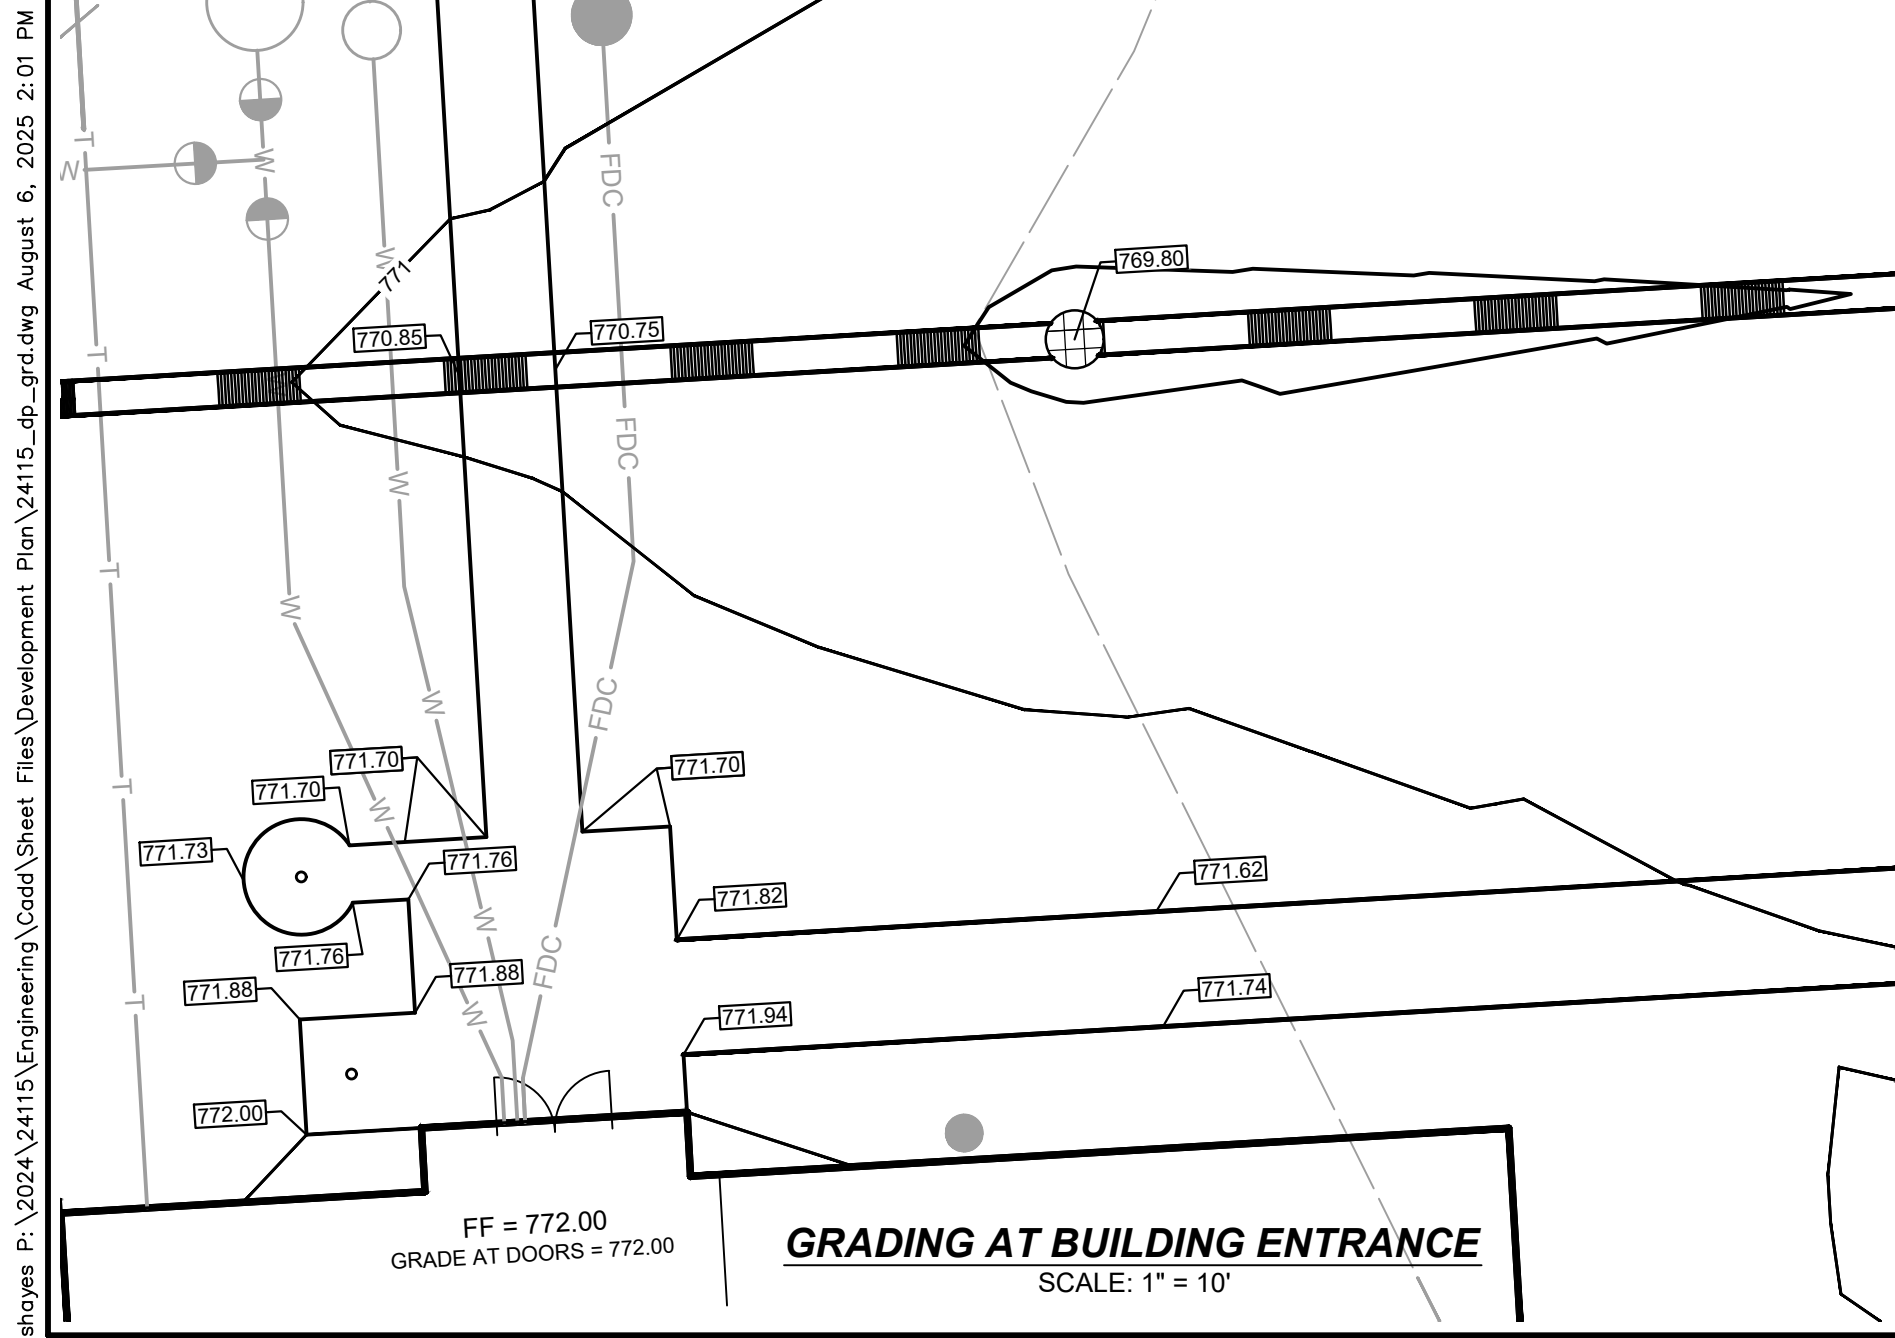 shayes P:\2024\24115\Engineering\Cadd\Sheet Files\Development Plan\24115_dp_grd.dwg August 6, 2025 2:01 PM
T
W
W
FDC
W
771
769.80
770.85
770.75
T
FDC
W
T
W
FDC
W
771.70
771.70
771.70
T
W
771.73
771.76
771.62
771.82
W
771.76
FDC
771.88
771.88
771.74
T
W
771.94
772.00
FF = 772.00
GRADE AT DOORS = 772.00
GRADING AT BUILDING ENTRANCE
SCALE: 1" = 10'